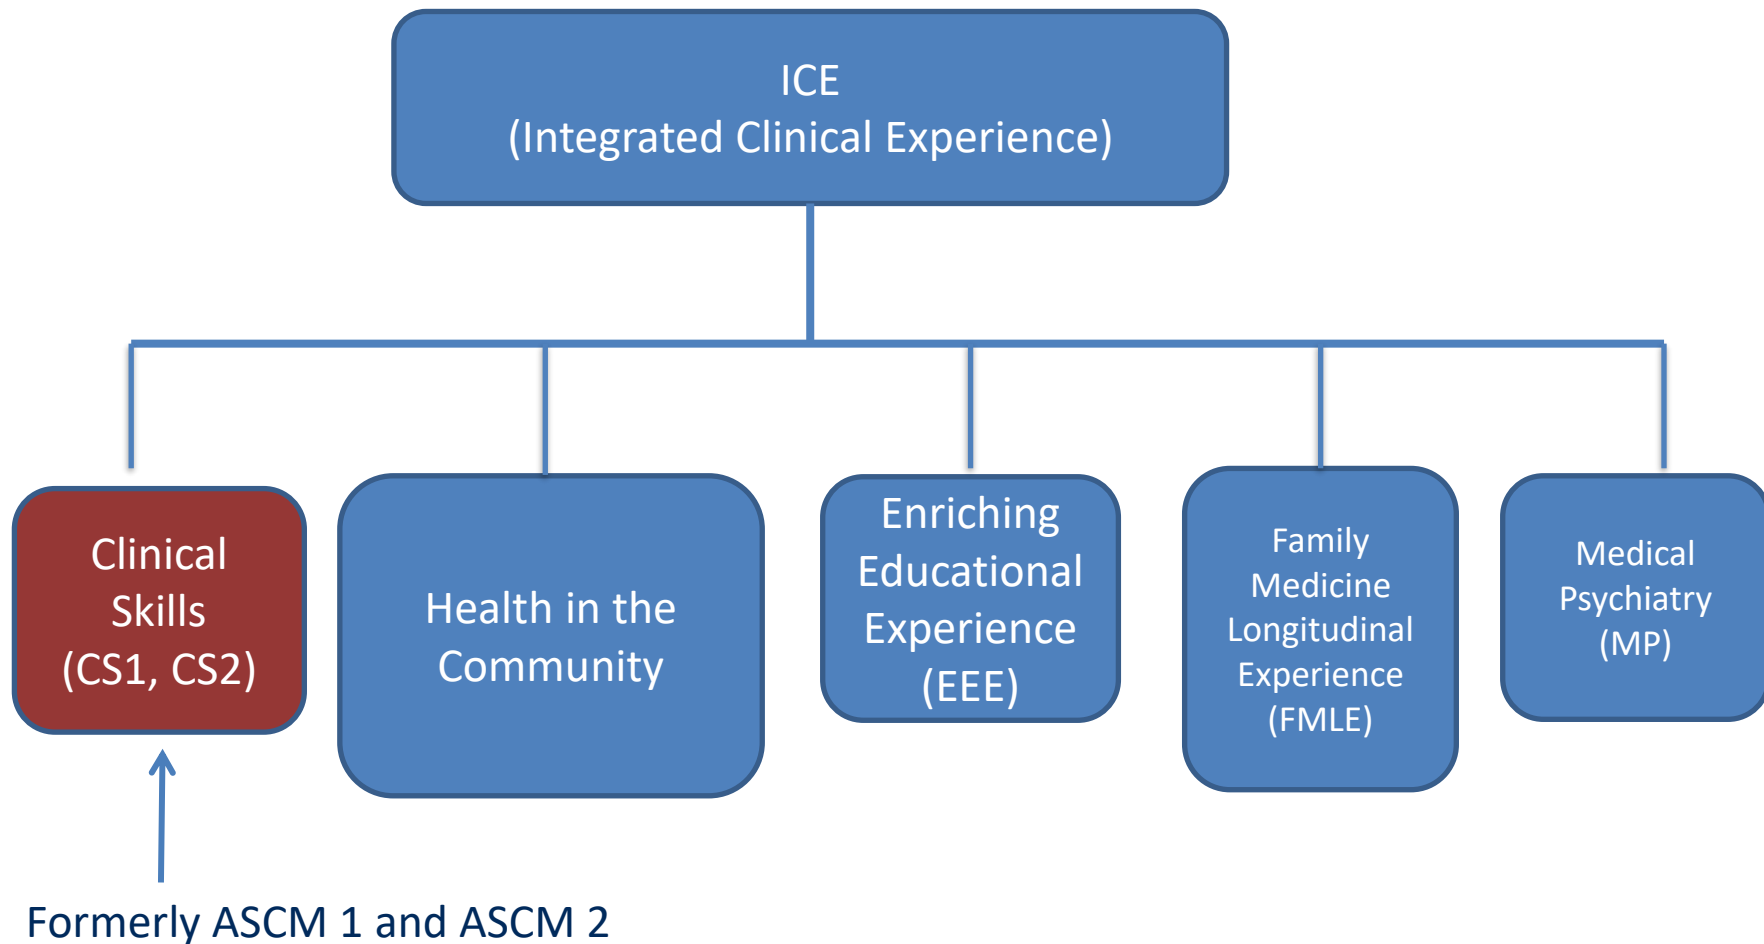 ICE
(Integrated Clinical Experience)
Clinical
Skills
(CS1, CS2)
Health in the
Community
Enriching
Educational
Experience
(EEE)
Family
Medicine
Longitudinal
Experience
(FMLE)
Medical
Psychiatry
(MP)
Formerly ASCM 1 and ASCM 2